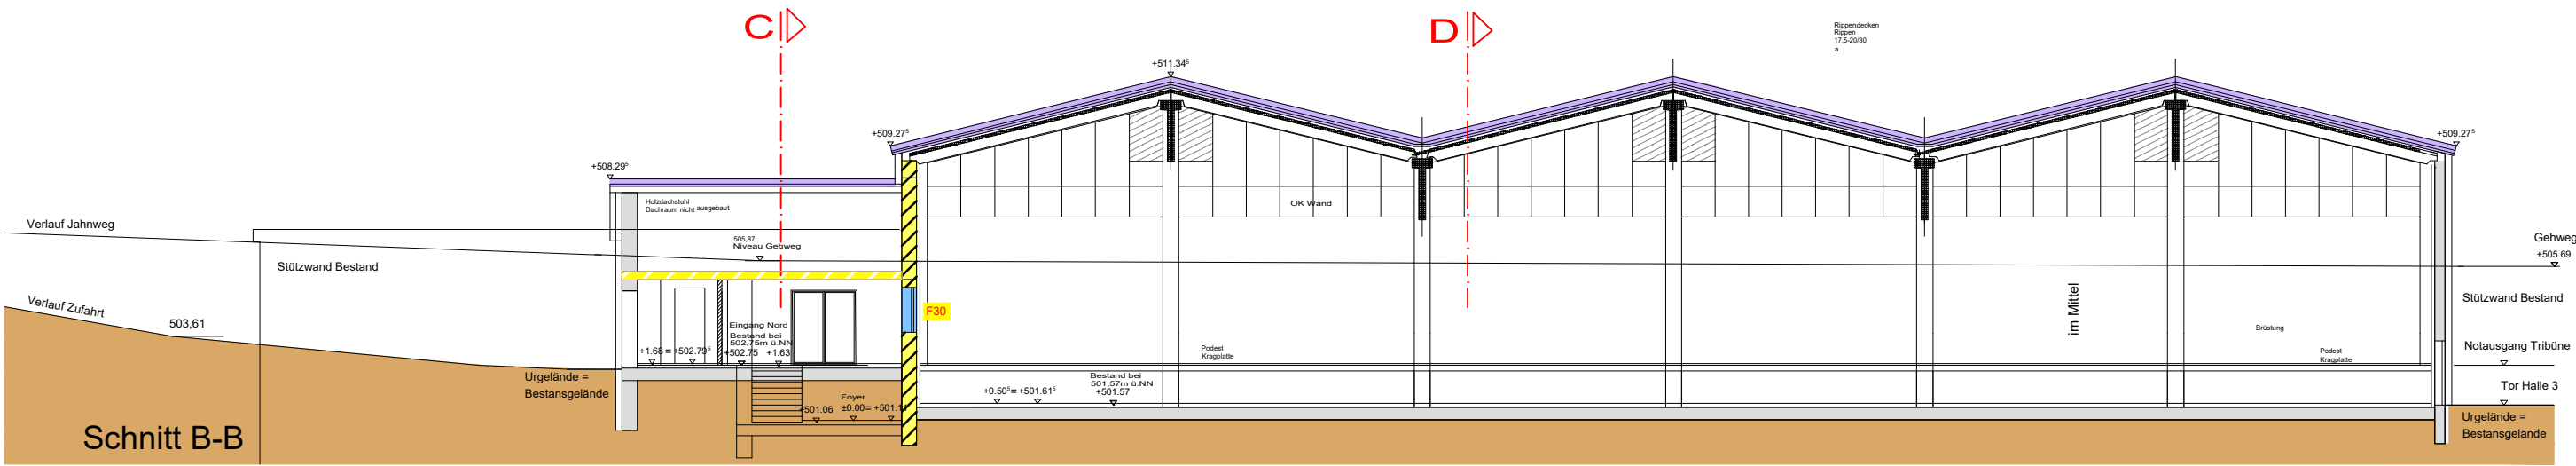 C
D
Rippendecken
Rippen
17,5-20/30
a
+511.34⁵
+509.27⁵
+509.27⁵
+508.29⁵
Holzdachstuhl
Dachraum nicht ausgebaut
OK Wand
Verlauf Jahnweg
505,87
Niveau Gehweg
Gehweg
+505.69
Stützwand Bestand
Stützwand Bestand
Verlauf Zufahrt
503,61
F30
im Mittel
Brüstung
Eingang Nord
Bestand bei
502,75m ü.NN
+1.68 = +502.79⁵
+502.75
+1.63
Podest
Kragplatte
Podest
Kragplatte
Notausgang Tribüne
Urgelände =
Bestansgelände
Bestand bei
501,57m ü.NN
+0.50⁵= +501.61⁵
+501.57
Tor Halle 3
Foyer
+501.06
±0.00= +501.1
Urgelände =
Bestansgelände
Schnitt B-B